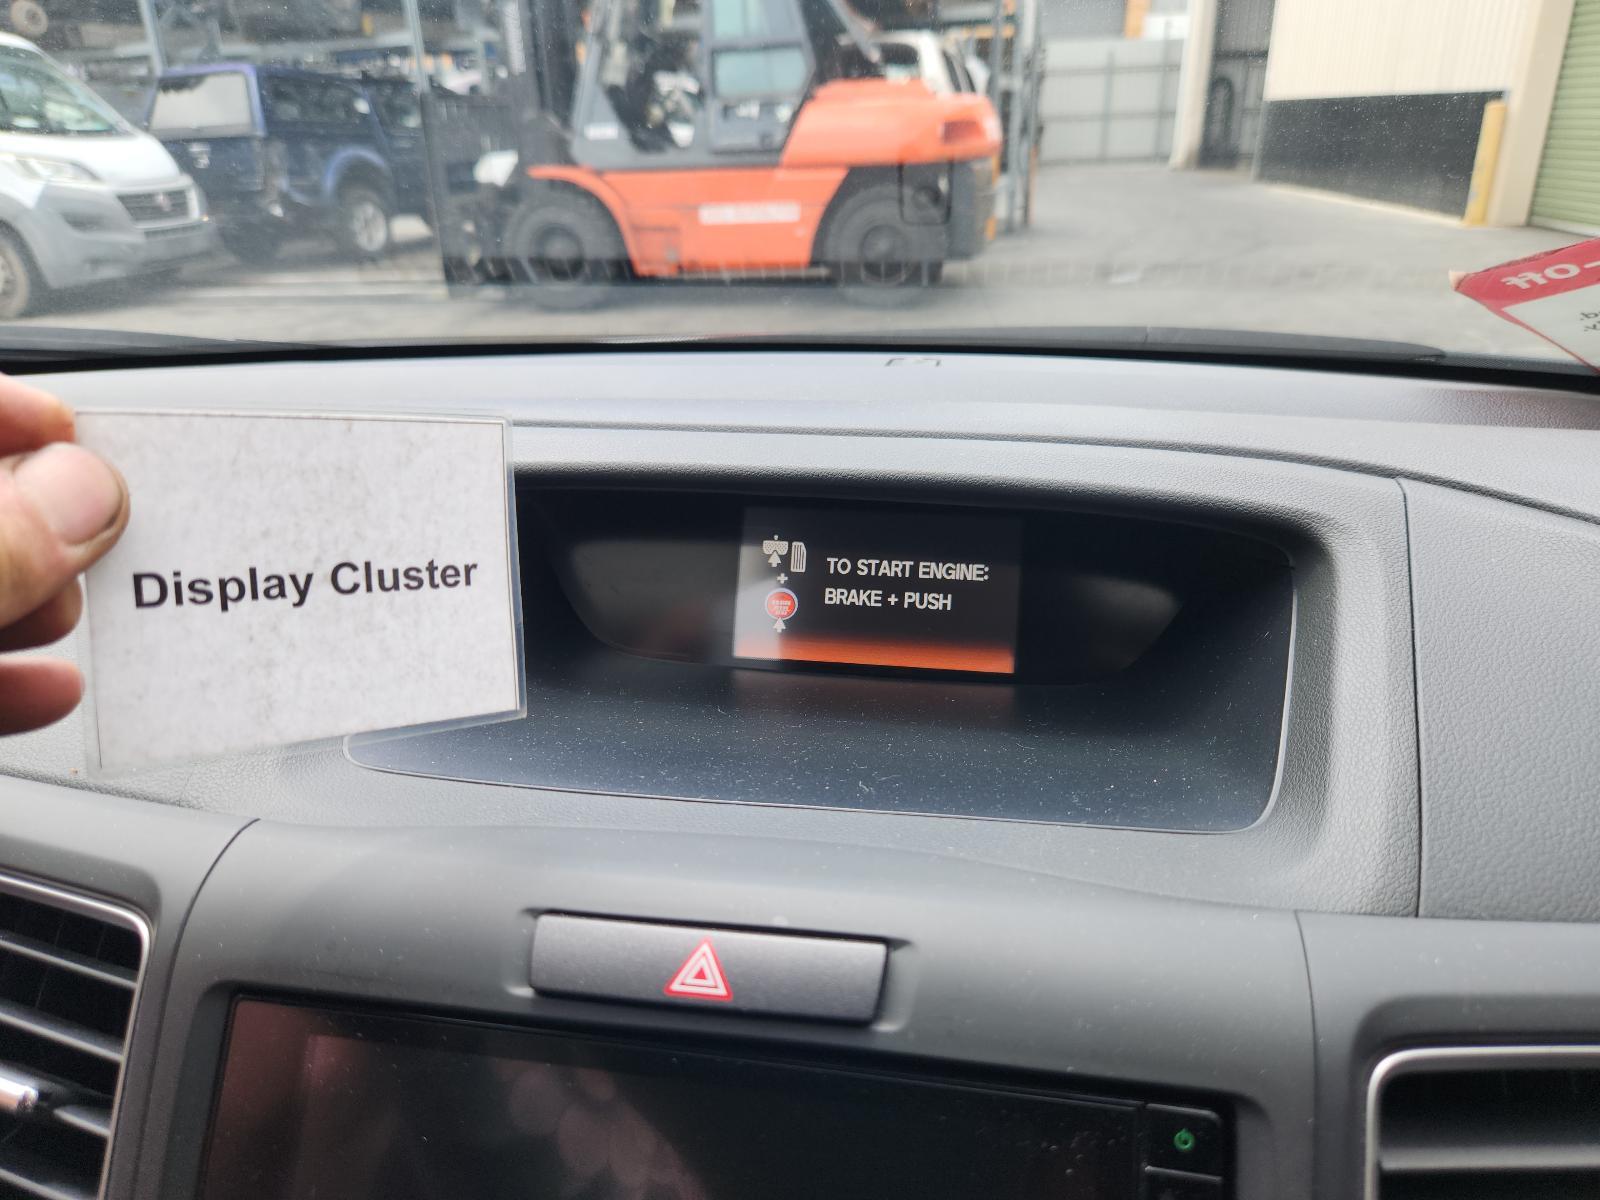 Display Cluster
TO START ENGINE:
BRAKE + PUSH